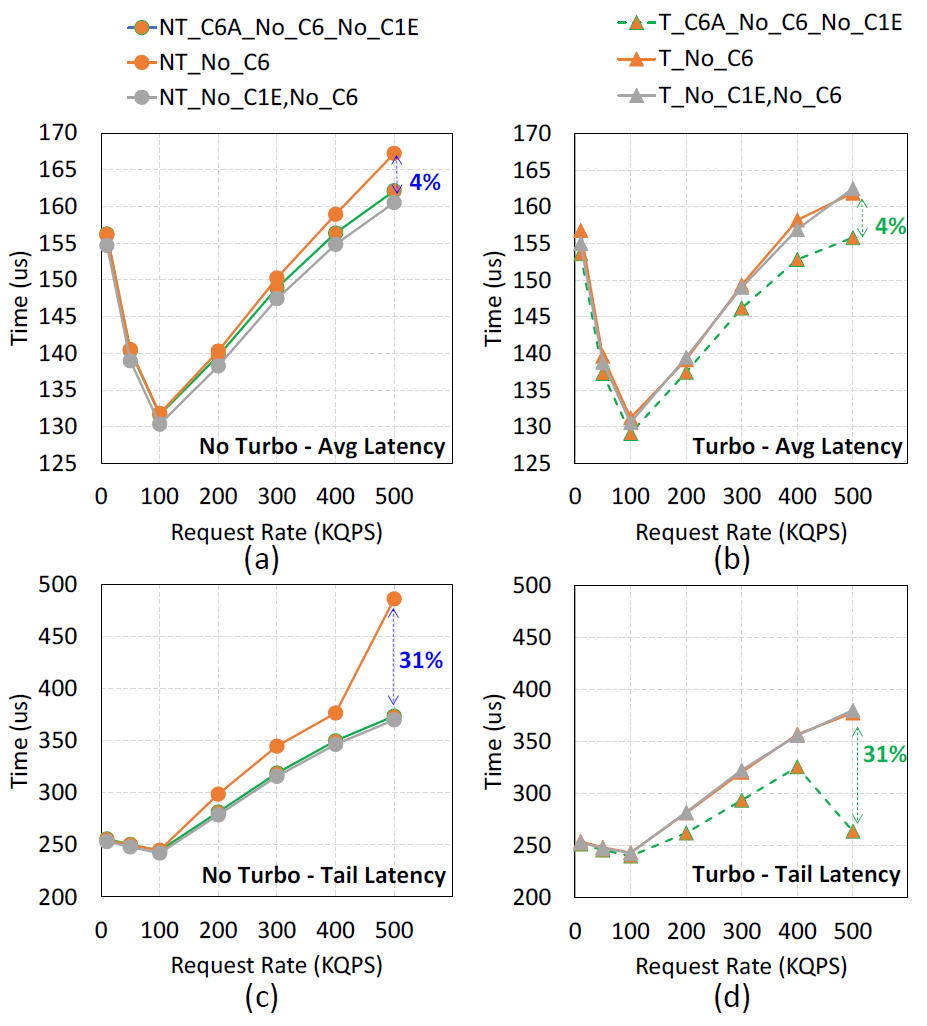 NT_C6A_No_C6_No_C1E
NT_No_C6
NT_No_C1E,No_C6
T_C6A_No_C6_No_C1E
T_No_C6
T_No_C1E,No_C6
170
165
160
155
150
145
140
135
130
125
Time (us)
4%
No Turbo - Avg Latency
0 100 200 300 400 500
Request Rate (KQPS)
(a)
170
165
160
155
150
145
140
135
130
125
Time (us)
4%
Turbo - Avg Latency
0 100 200 300 400 500
Request Rate (KQPS)
(b)
500
450
400
350
300
250
200
Time (us)
31%
No Turbo - Tail Latency
0 100 200 300 400 500
Request Rate (KQPS)
(c)
500
450
400
350
300
250
200
Time (us)
31%
Turbo - Tail Latency
0 100 200 300 400 500
Request Rate (KQPS)
(d)